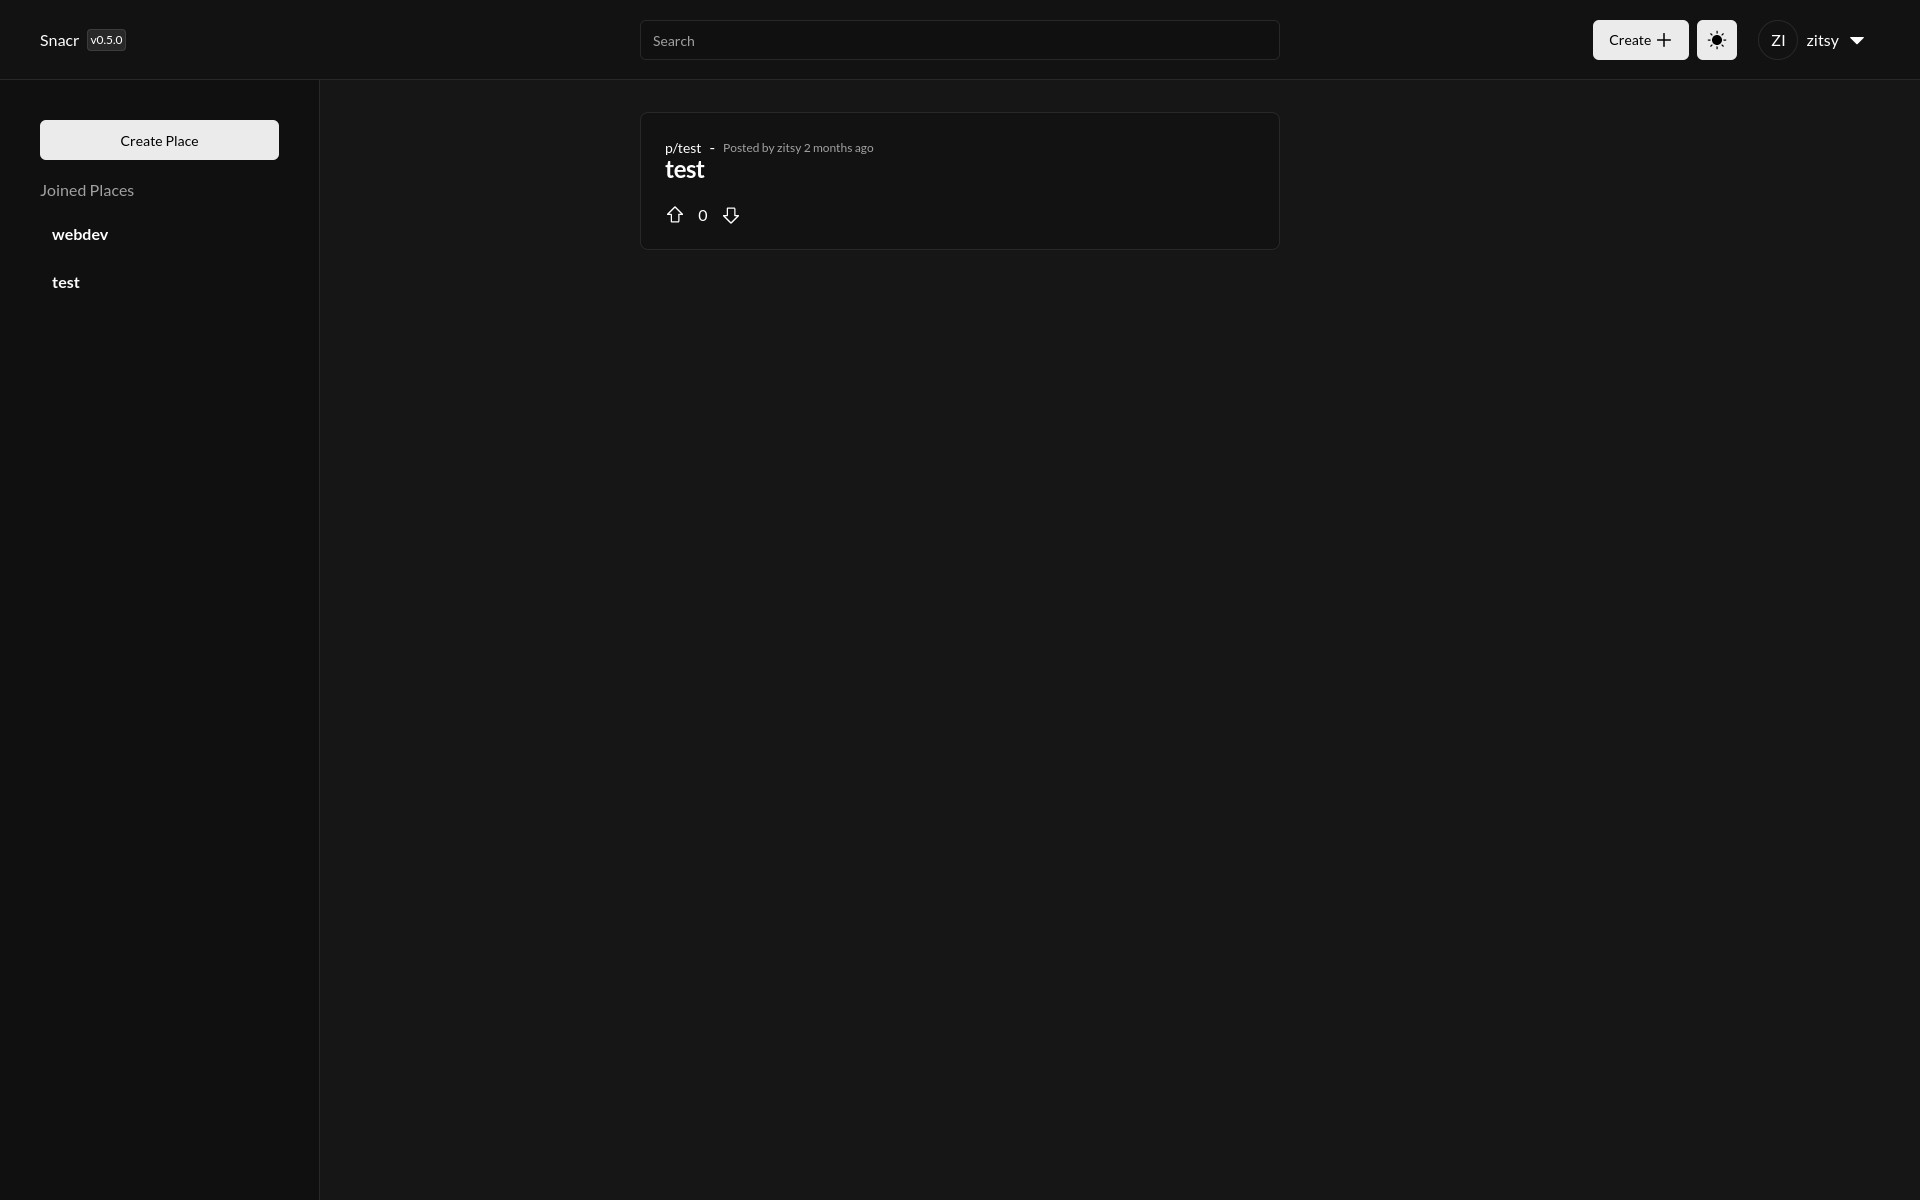 Snacr v0.5.0
Search
Create
ZI zitsy
Create Place
Joined Places
webdev
test
p/test - Posted by zitsy 2 months ago
test
0